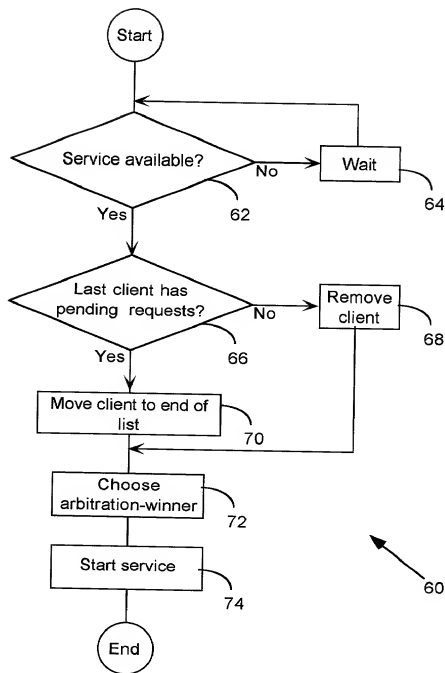 Start
Service available?
No
Wait
64
62
Yes
Last client has
pending requests?
No
Remove
client
68
66
Yes
Move client to end of
list
70
Choose
arbitration-winner
72
Start service
74
60
End